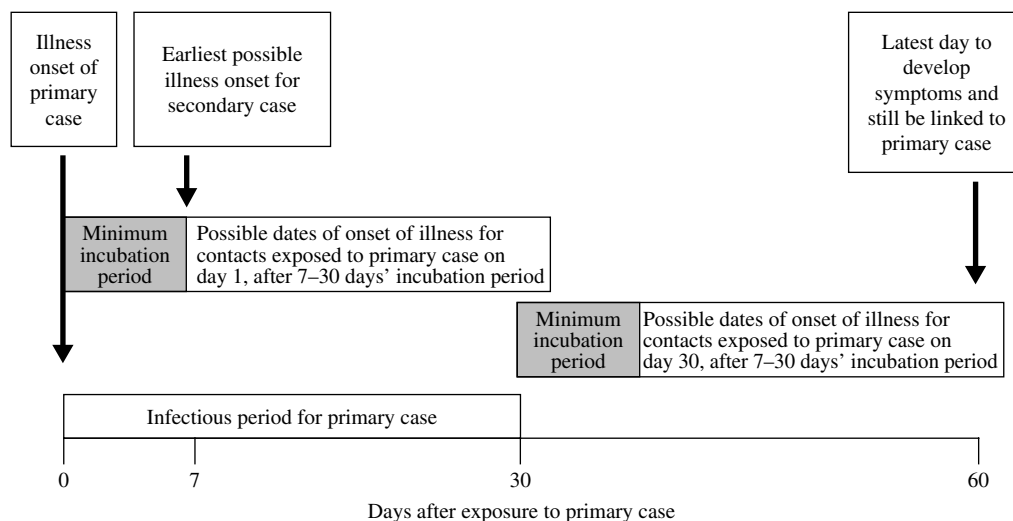 Illness
onset of
primary
case
Earliest possible
illness onset for
secondary case
Latest day to
develop
symptoms and
still be linked to
primary case
Minimum
incubation
period
Possible dates of onset of illness for
contacts exposed to primary case on
day 1, after 7–30 days’ incubation period
Minimum
incubation
period
Possible dates of onset of illness for
contacts exposed to primary case on
day 30, after 7–30 days’ incubation period
Infectious period for primary case
0 7 30 60
Days after exposure to primary case